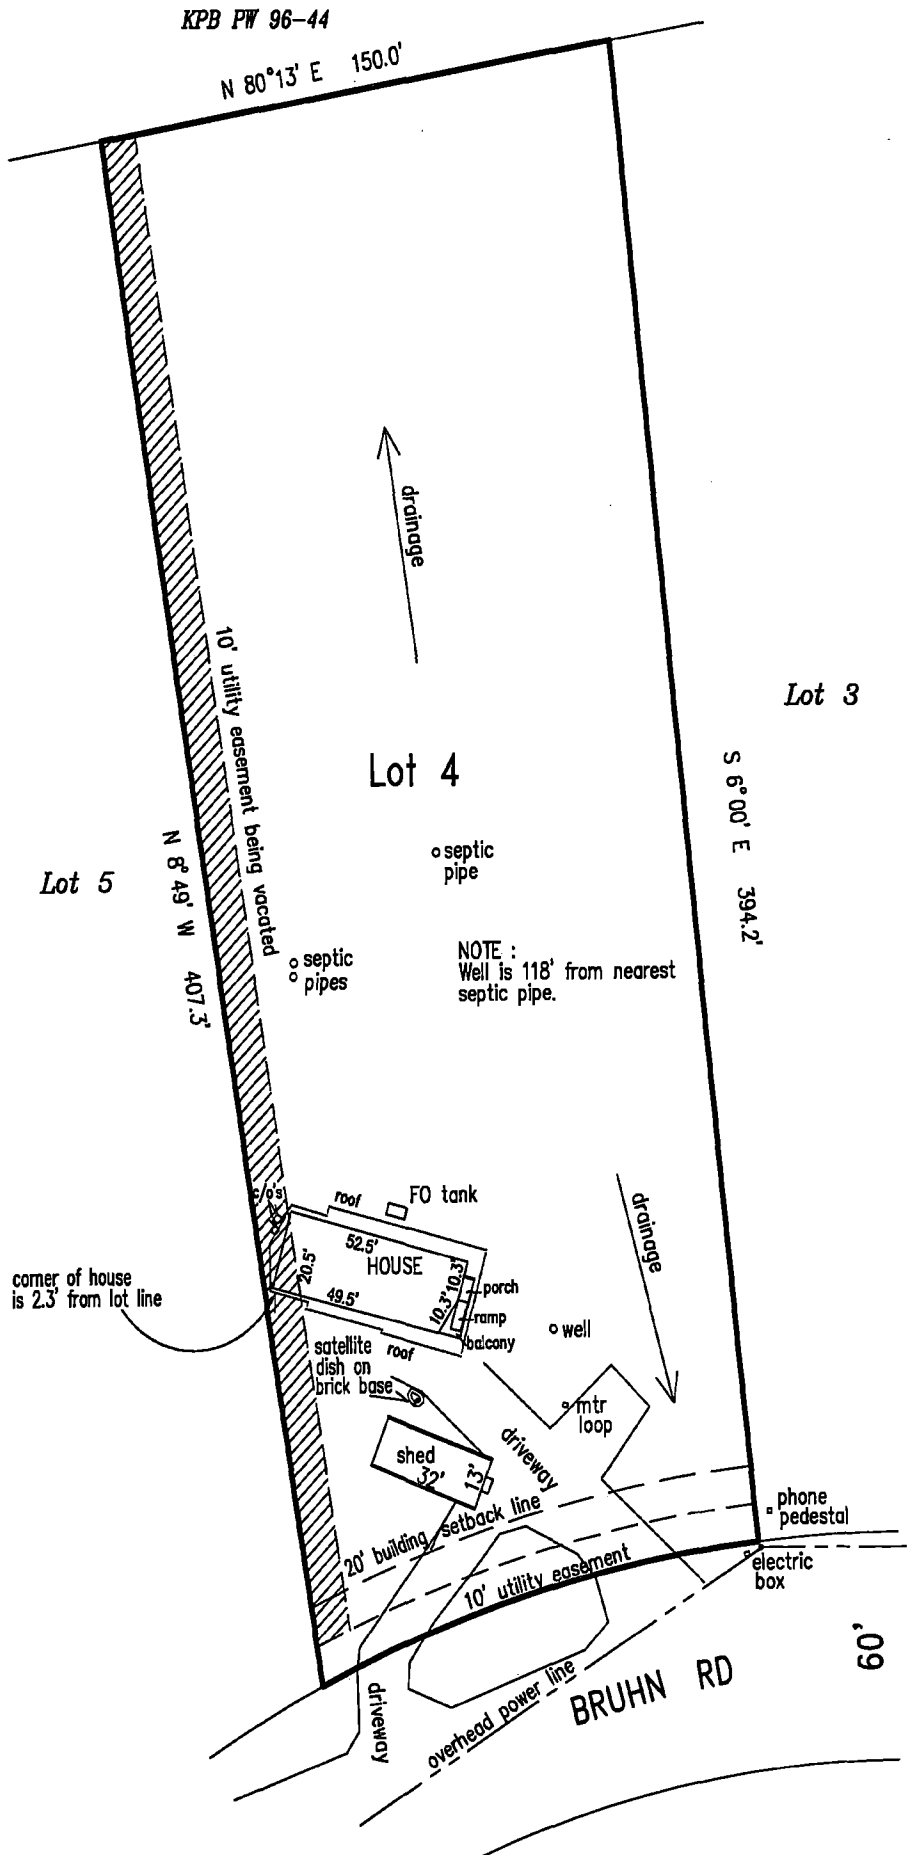 KPB PW 96-44
N 80°13' E 150.0'
drainage
10' utility easement being vacated
Lot 3
Lot 4
S 6°00' E 394.2'
N 8°49' W 407.3'
Lot 5
septic
pipe
septic
pipes
NOTE :
Well is 118' from nearest
septic pipe.
c/o's
roof
FO tank
drainage
52.5'
HOUSE
20.5'
10.3'
49.5'
10.3'
porch
ramp
balcony
corner of house
is 2.3' from lot line
well
roof
satellite
dish on
brick base
mtr
loop
driveway
shed
32'
13'
20' building setback line
phone
pedestal
10' utility easement
electric
box
60'
BRUHN RD
overhead power line
driveway